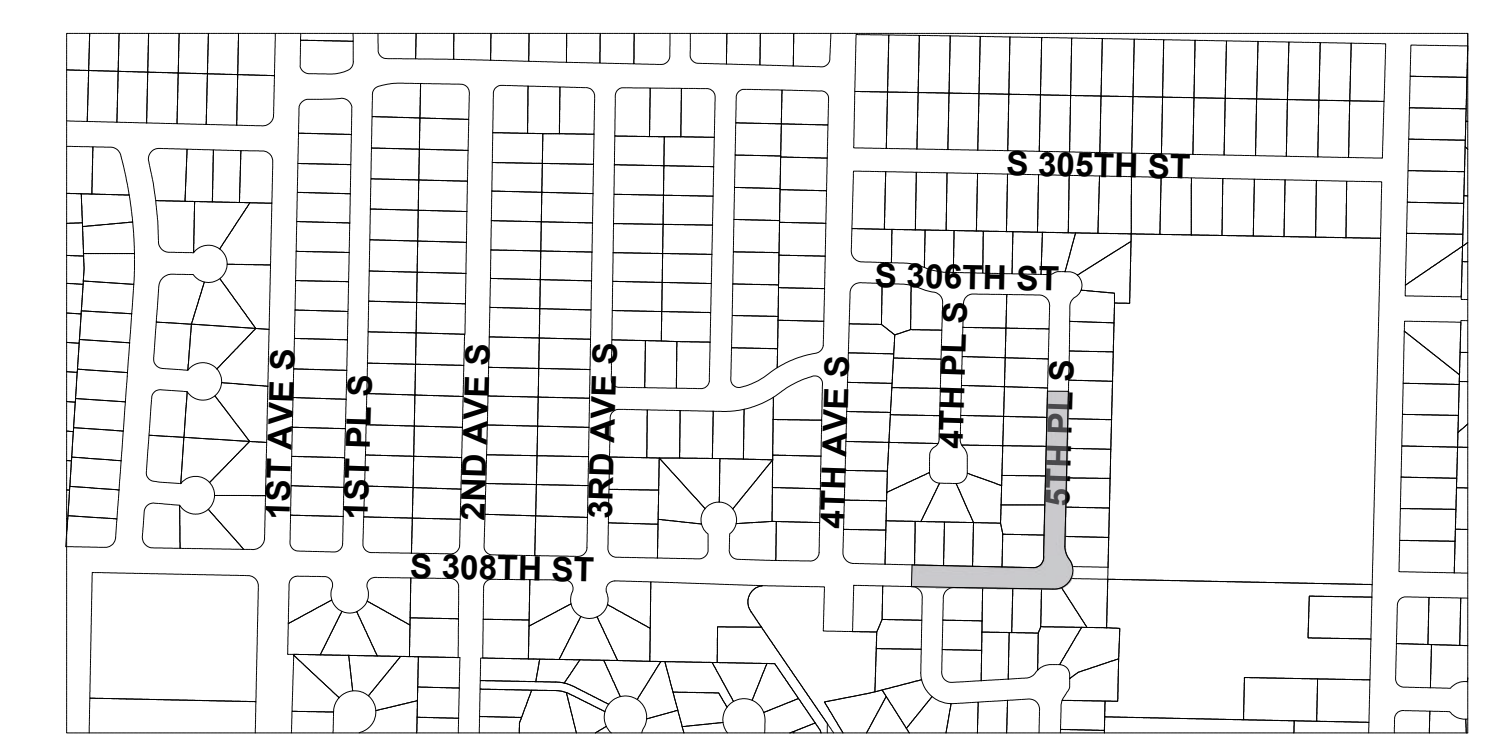 S 305TH ST
S 306TH ST
1ST AVE S
1ST PL S
2ND AVE S
3RD AVE S
4TH AVE S
4TH PL S
5TH PL S
S 308TH ST